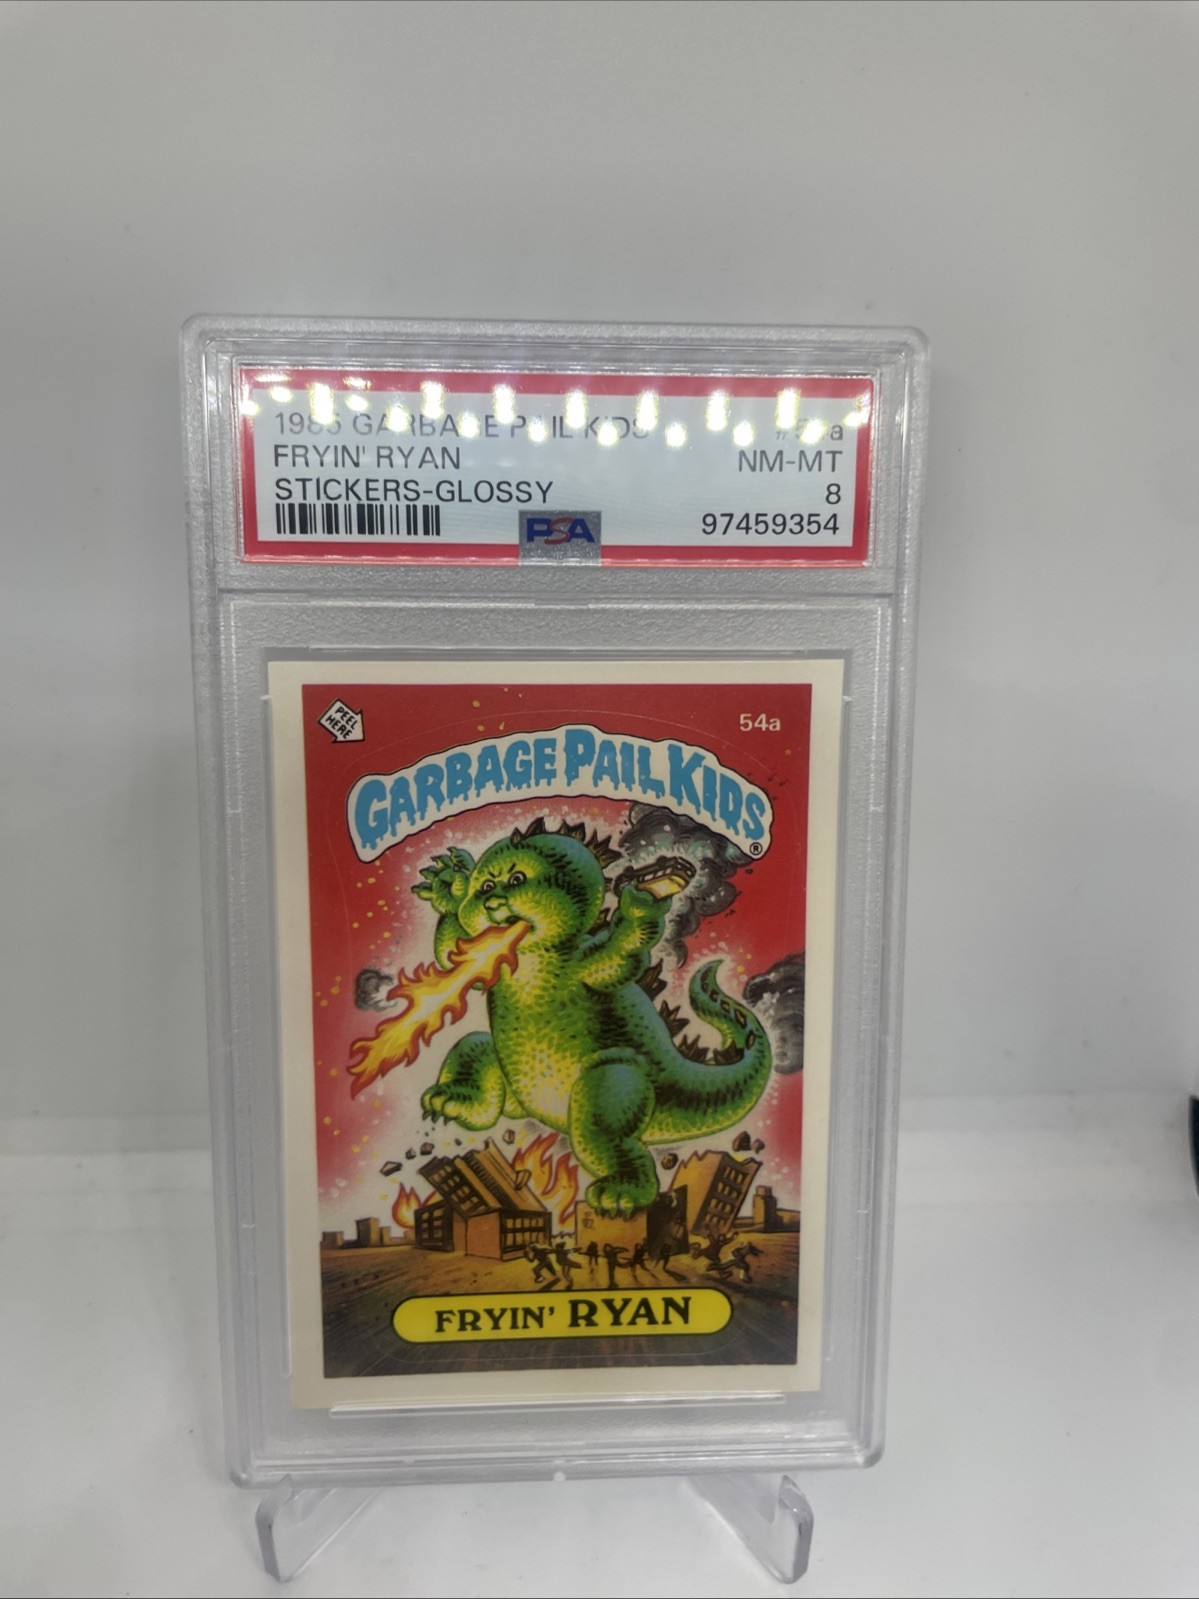 1985 GARBAGE PAIL KIDS #54a
FRYIN' RYAN NM-MT
STICKERS-GLOSSY 8
PSA 97459354
PEEL
HERE
54a
GARBAGE PAIL KIDS
®
FRYIN' RYAN